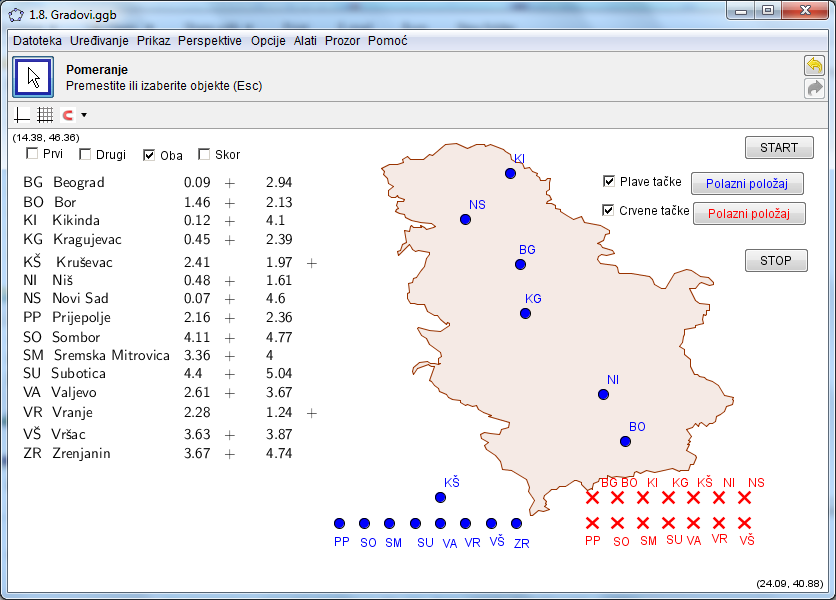 1.8. Gradovi.ggb
Datoteka Uređivanje Prikaz Perspektive Opcije Alati Prozor Pomoć
Pomeranje
Premestite ili izaberite objekte (Esc)
(14.38, 46.36)
Prvi Drugi Oba Skor
START
Plave tačke Polazni položaj
Crvene tačke Polazni položaj
STOP
BG Beograd 0.09 + 2.94
BO Bor 1.46 + 2.13
KI Kikinda 0.12 + 4.1
KG Kragujevac 0.45 + 2.39
KŠ Kruševac 2.41 1.97 +
NI Niš 0.48 + 1.61
NS Novi Sad 0.07 + 4.6
PP Prijepolje 2.16 + 2.36
SO Sombor 4.11 + 4.77
SM Sremska Mitrovica 3.36 + 4
SU Subotica 4.4 + 5.04
VA Valjevo 2.61 + 3.67
VR Vranje 2.28 1.24 +
VŠ Vršac 3.63 + 3.87
ZR Zrenjanin 3.67 + 4.74
KI
NS
BG
KG
NI
BO
KŠ
PP SO SM SU VA VR VŠ ZR
BG BO KI KG KŠ NI NS
PP SO SM SU VA VR VŠ
(24.09, 40.88)